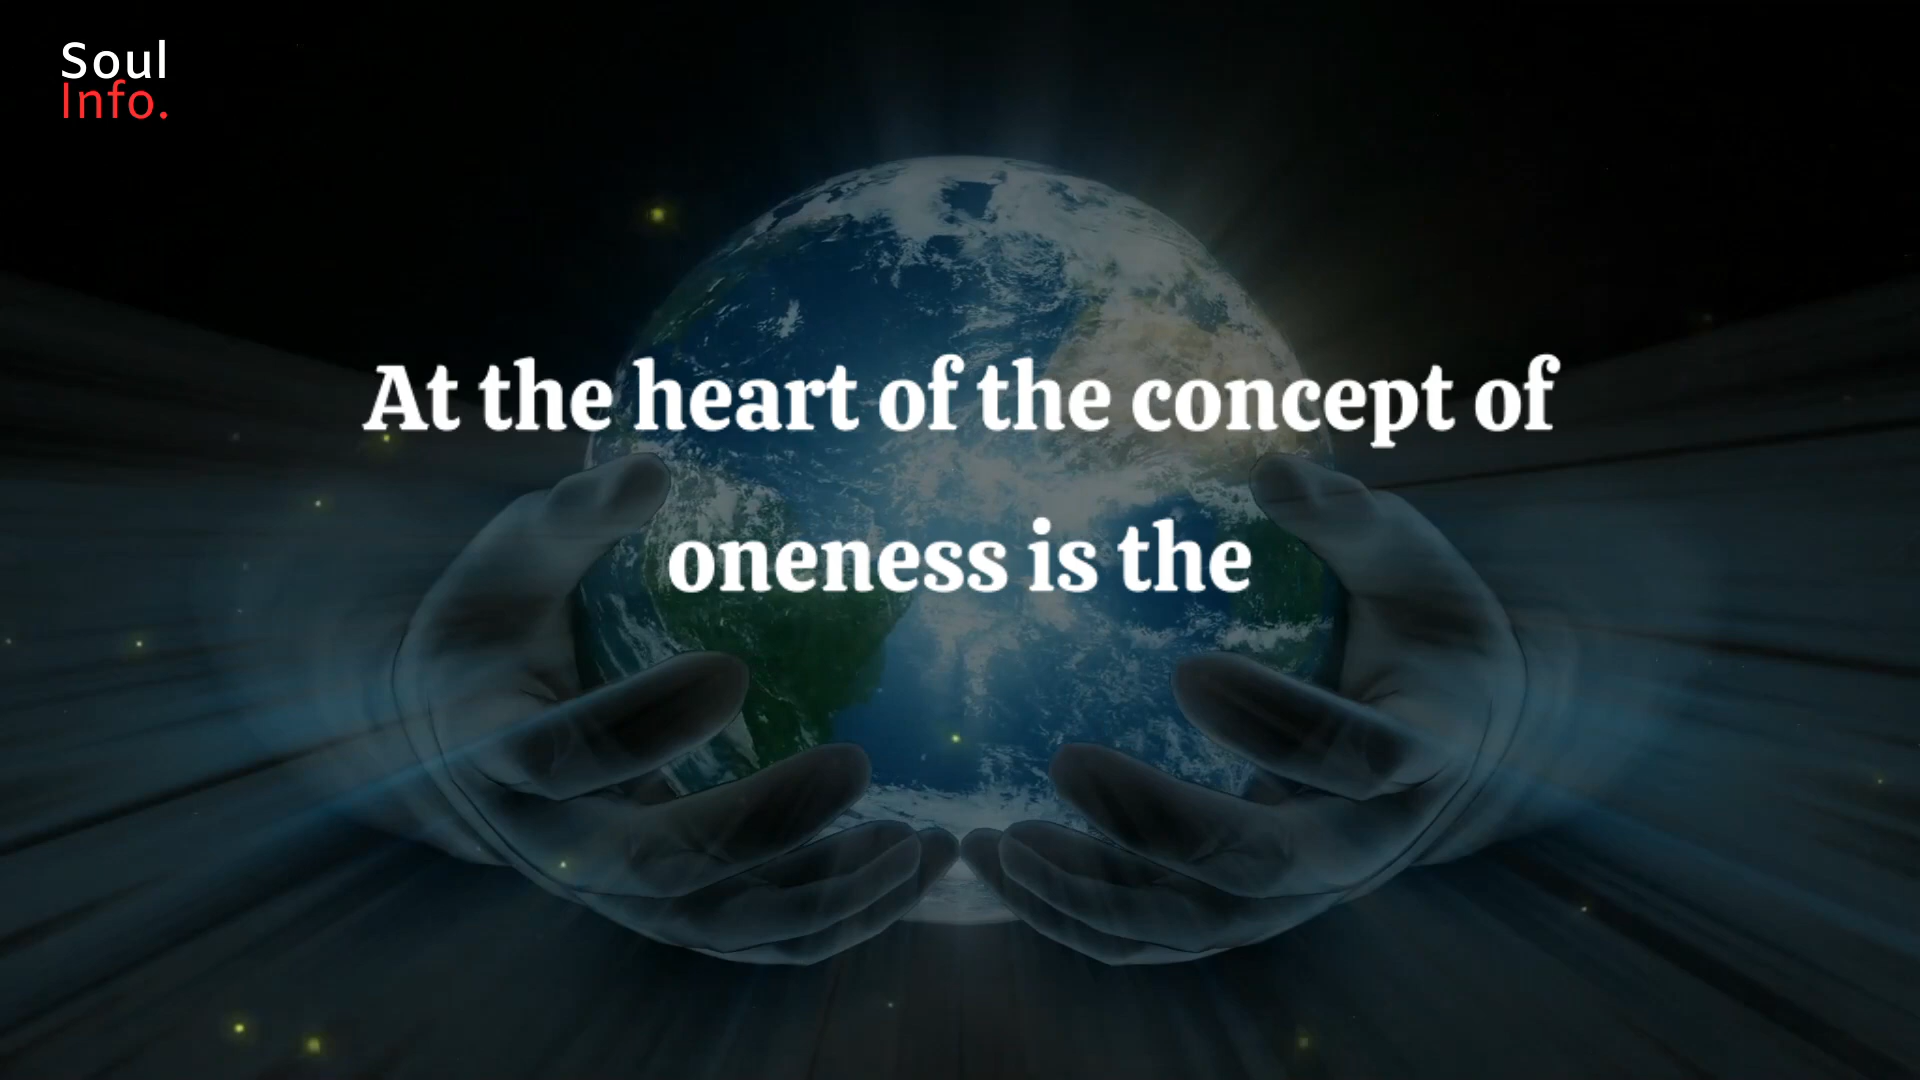 Soul
Info.
At the heart of the concept of
oneness is the